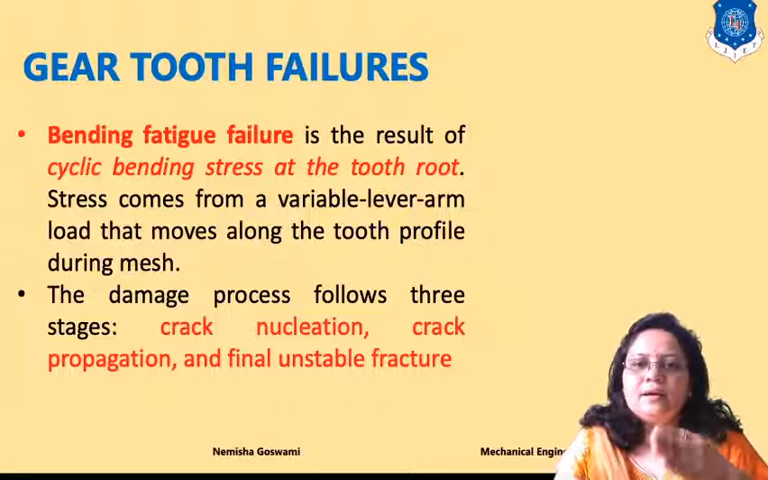 GEAR TOOTH FAILURES
• Bending fatigue failure is the result of
cyclic bending stress at the tooth root.
Stress comes from a variable-lever-arm
load that moves along the tooth profile
during mesh.
• The damage process follows three
stages: crack nucleation, crack
propagation, and final unstable fracture
Nemisha Goswami
Mechanical Engin